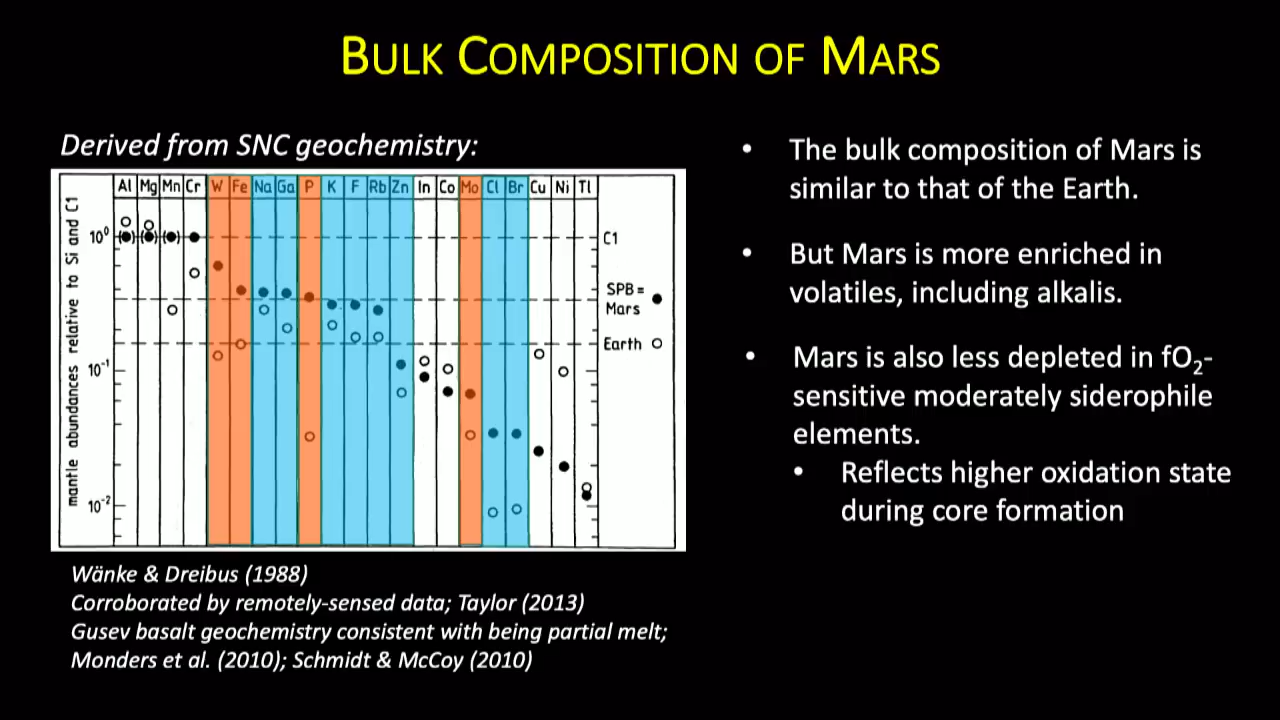 BULK COMPOSITION OF MARS
Derived from SNC geochemistry:
Al Mg Mn Cr W Fe Na Ga P K F Rb Zn In Co Mo Cl Br Cu Ni Tl
mantle abundances relative to Si and C1
10⁰
10⁻¹
10⁻²
C1
SPB =
Mars
Earth
Wänke & Dreibus (1988)
Corroborated by remotely-sensed data; Taylor (2013)
Gusev basalt geochemistry consistent with being partial melt;
Monders et al. (2010); Schmidt & McCoy (2010)
• The bulk composition of Mars is
similar to that of the Earth.
• But Mars is more enriched in
volatiles, including alkalis.
• Mars is also less depleted in fO₂-
sensitive moderately siderophile
elements.
• Reflects higher oxidation state
during core formation